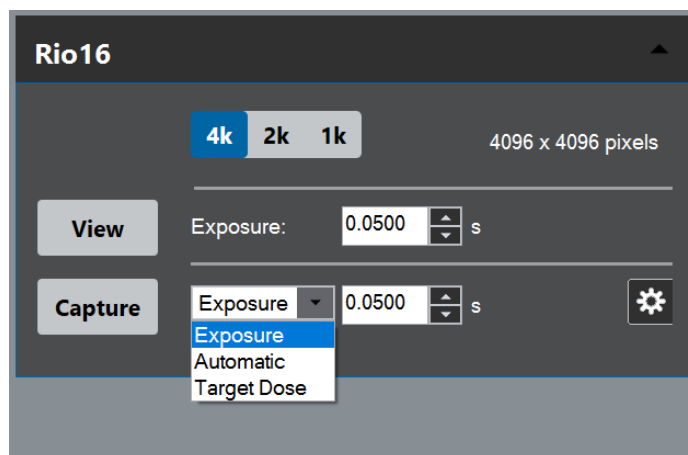 Rio16
4k 2k 1k 4096 x 4096 pixels
View Exposure: 0.0500 s
Capture Exposure 0.0500 s
Exposure
Automatic
Target Dose